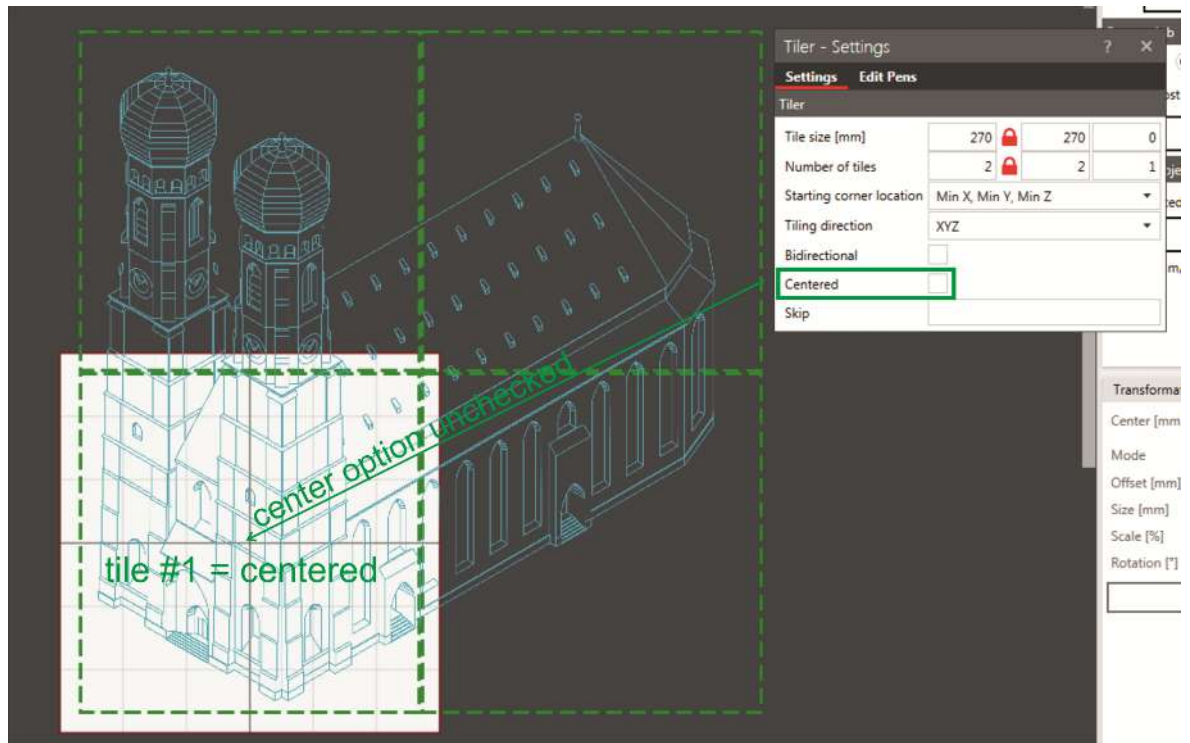 Tiler - Settings ? ×
Settings Edit Pens
Tiler
Tile size [mm] 270 270 0
Number of tiles 2 2 1
Starting corner location Min X, Min Y, Min Z
Tiling direction XYZ
Bidirectional
Centered
Skip
center option unchecked
tile #1 = centered
Center [mm
Mode
Offset [mm]
Size [mm]
Scale [%]
Rotation [°]